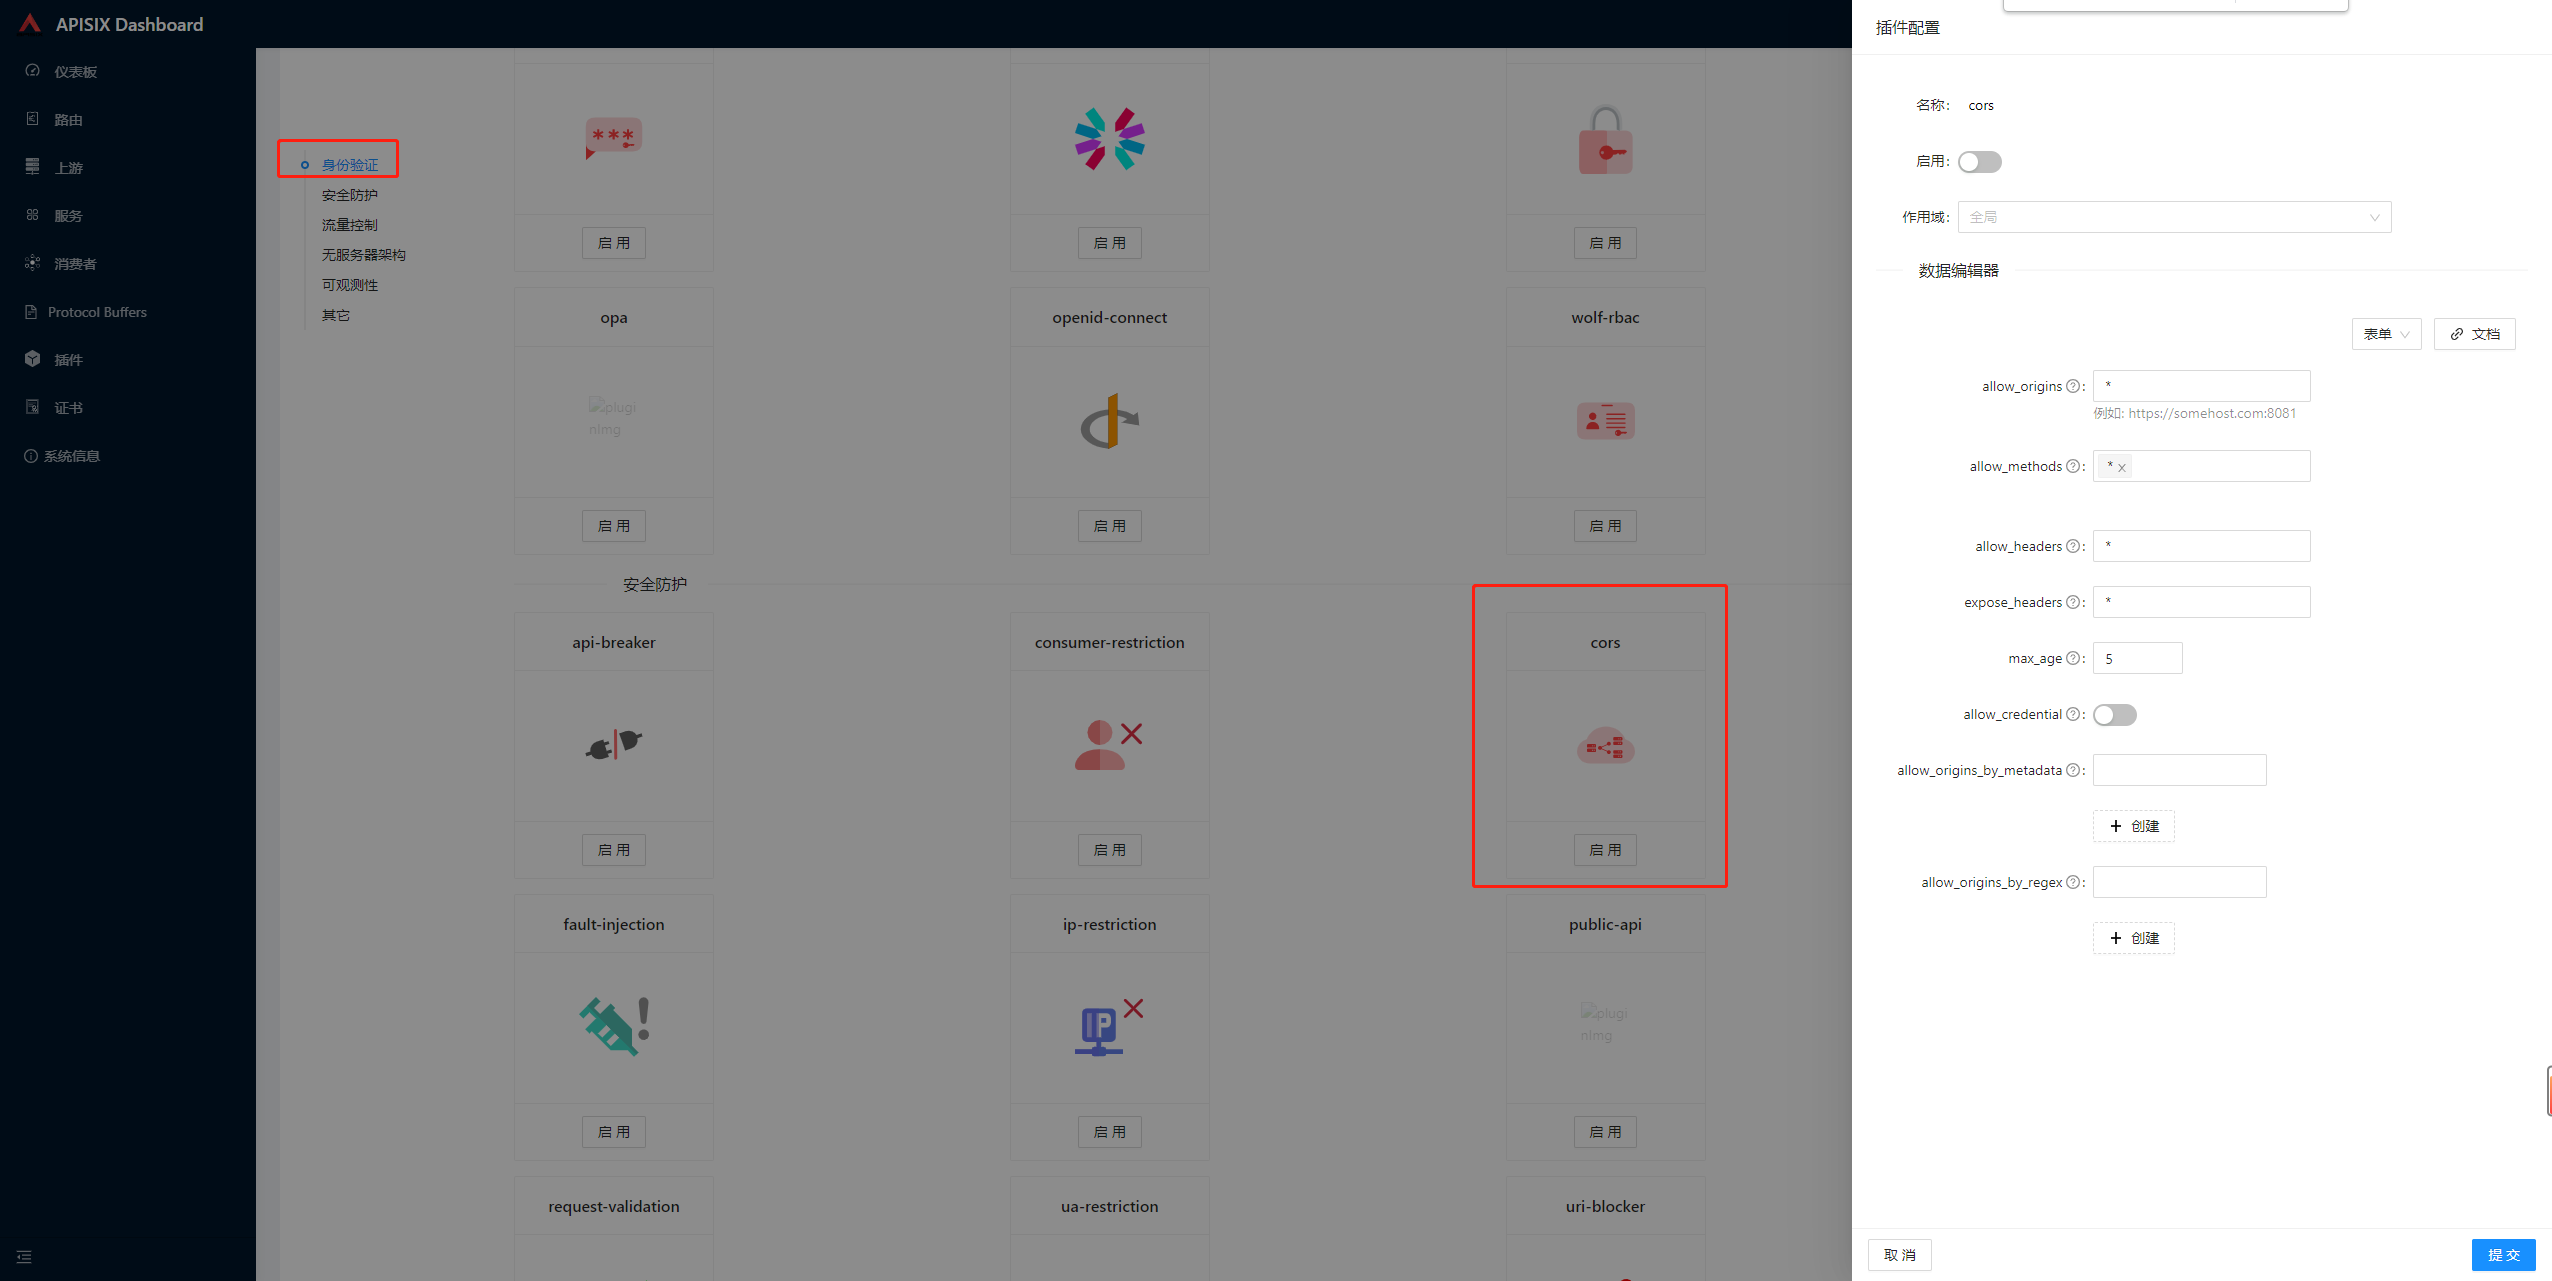 APISIX Dashboard
仪表板
路由
上游
服务
消费者
Protocol Buffers
插件
证书
系统信息
身份验证
安全防护
流量控制
无服务器架构
可观测性
其它
***
启 用
启 用
启 用
opa
openid-connect
wolf-rbac
plugi
nImg
启 用
启 用
启 用
安全防护
api-breaker
consumer-restriction
cors
启 用
启 用
启 用
fault-injection
ip-restriction
public-api
IP
plugi
nImg
启 用
启 用
启 用
request-validation
ua-restriction
uri-blocker
插件配置
名称: cors
启用:
作用域: 全局
数据编辑器
表单
文档
allow_origins ? : *
例如: https://somehost.com:8081
allow_methods ? : * x
allow_headers ? : *
expose_headers ? : *
max_age ? : 5
allow_credential ? :
allow_origins_by_metadata ? :
+ 创建
allow_origins_by_regex ? :
+ 创建
取 消
提 交